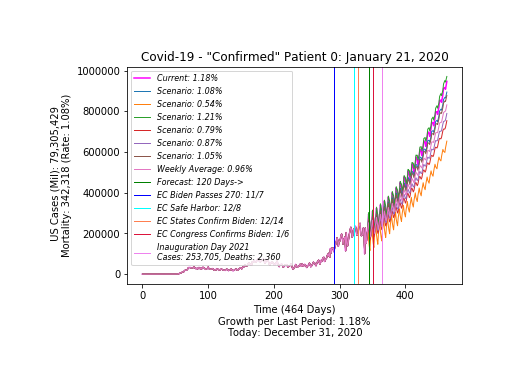 Covid-19 - "Confirmed" Patient 0: January 21, 2020
US Cases (Mil): 79,305,429
Mortality: 342,318 (Rate: 1.08%)
1000000
800000
600000
400000
200000
0
Current: 1.18%
Scenario: 1.08%
Scenario: 0.54%
Scenario: 1.21%
Scenario: 0.79%
Scenario: 0.87%
Scenario: 1.05%
Weekly Average: 0.96%
Forecast: 120 Days->
EC Biden Passes 270: 11/7
EC Safe Harbor: 12/8
EC States Confirm Biden: 12/14
EC Congress Confirms Biden: 1/6
Inauguration Day 2021
Cases: 253,705, Deaths: 2,360
0 100 200 300 400
Time (464 Days)
Growth per Last Period: 1.18%
Today: December 31, 2020